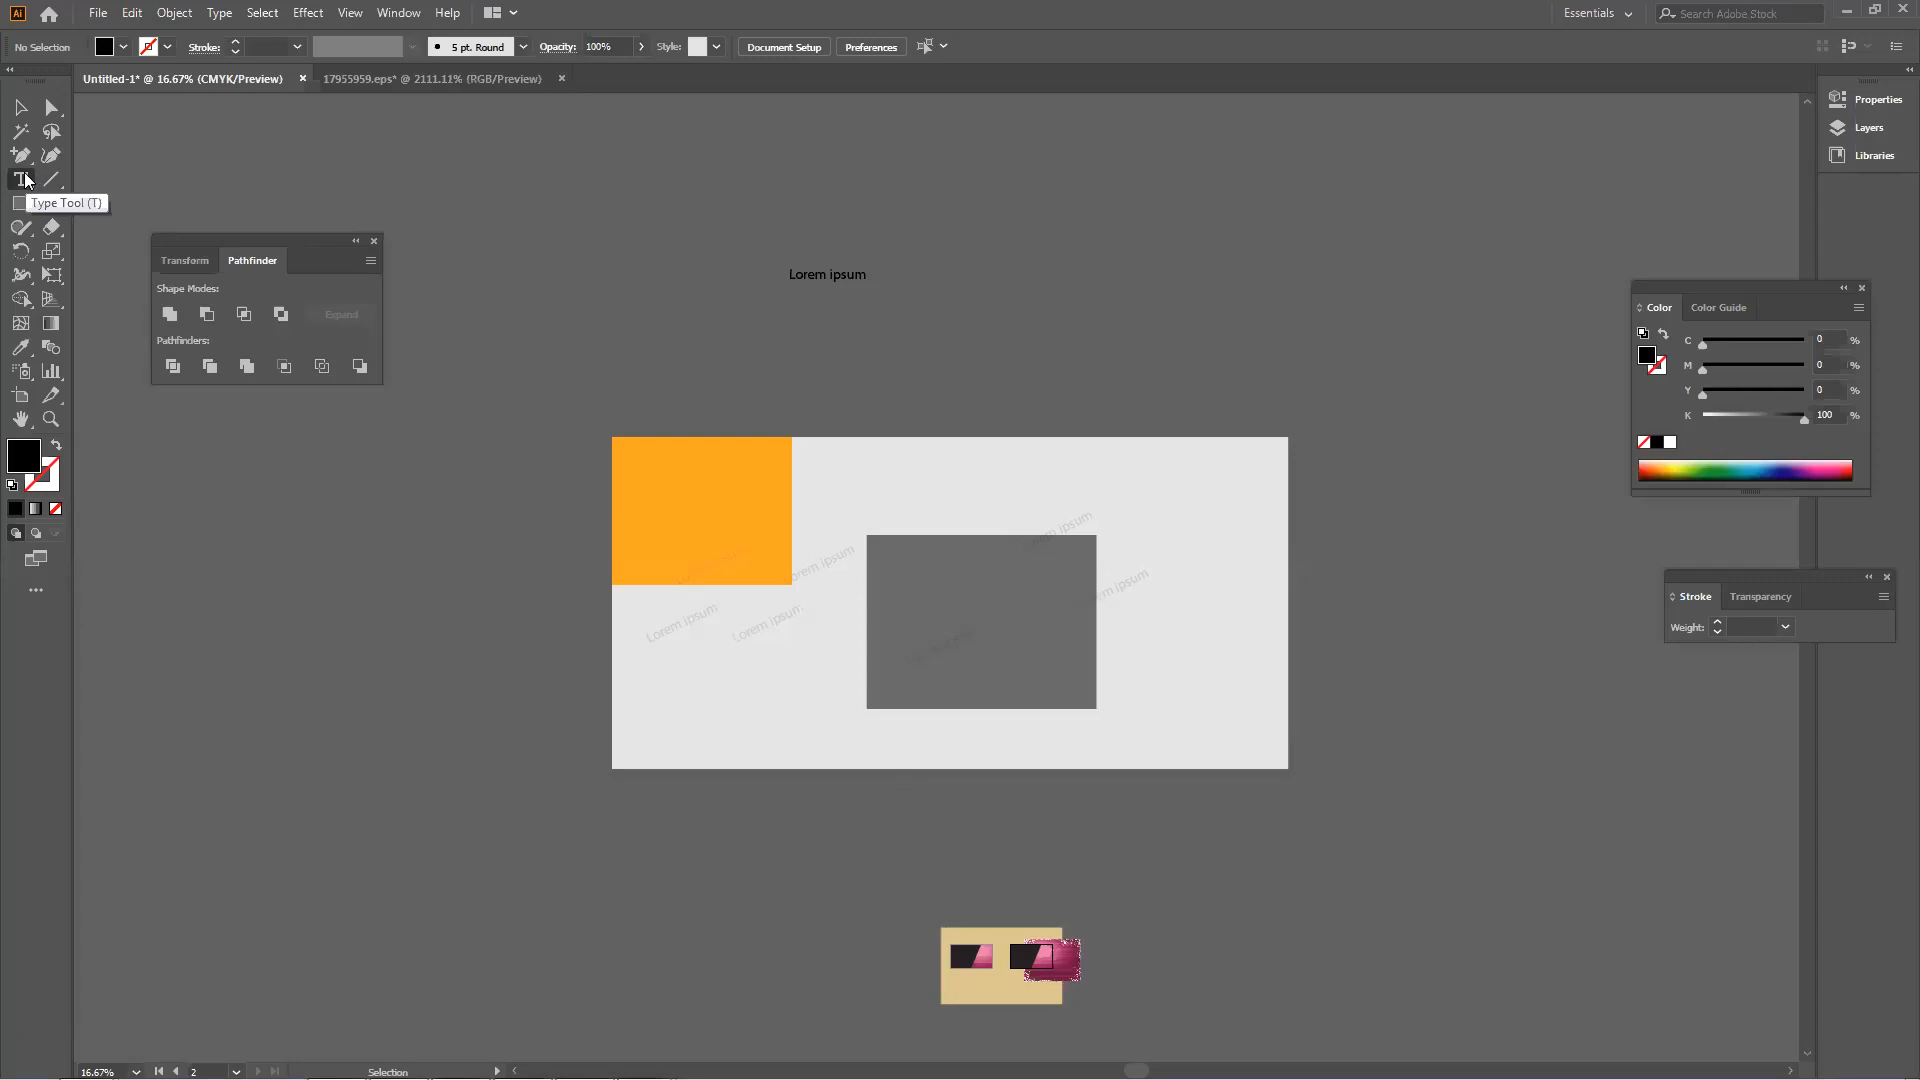 File Edit Object Type Select Effect View Window Help
Essentials
Search Adobe Stock
No Selection
Stroke:
5 pt. Round
Opacity: 100%
Style:
Document Setup
Preferences
Untitled-1* @ 16.67% (CMYK/Preview)
17955959.eps* @ 2111.11% (RGB/Preview)
Properties
Layers
Libraries
Type Tool (T)
Transform Pathfinder
Shape Modes:
Expand
Pathfinders:
Lorem ipsum
Color Color Guide
C 0 %
M 0 %
Y 0 %
K 100 %
Lorem ipsum
Lorem ipsum
ipsum
Lorem ipsum
Lorem ipsum
Stroke Transparency
Weight:
16.67%
2
Selection